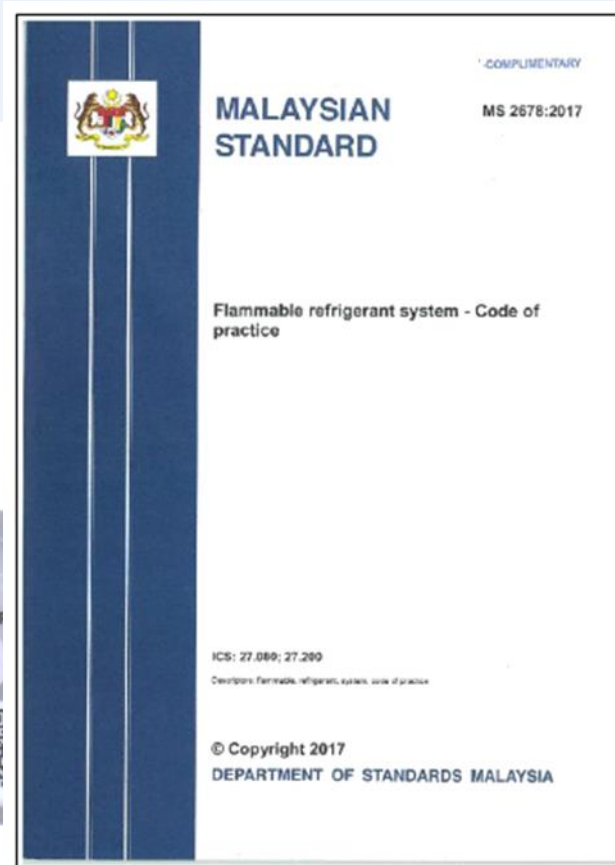 -COMPLIMENTARY
MALAYSIAN
STANDARD
MS 2678:2017
Flammable refrigerant system - Code of
practice
ICS: 27.080; 27.200
Descriptors: flammable, refrigerant, system, code of practice
© Copyright 2017
DEPARTMENT OF STANDARDS MALAYSIA